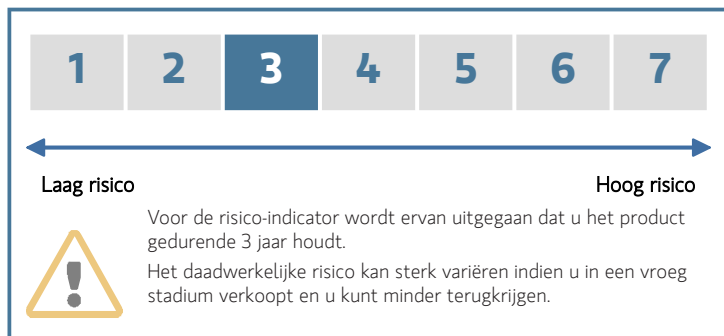 1 2 3 4 5 6 7
Laag risico Hoog risico
Voor de risico-indicator wordt ervan uitgegaan dat u het product
gedurende 3 jaar houdt.
Het daadwerkelijke risico kan sterk variëren indien u in een vroeg
stadium verkoopt en u kunt minder terugkrijgen.